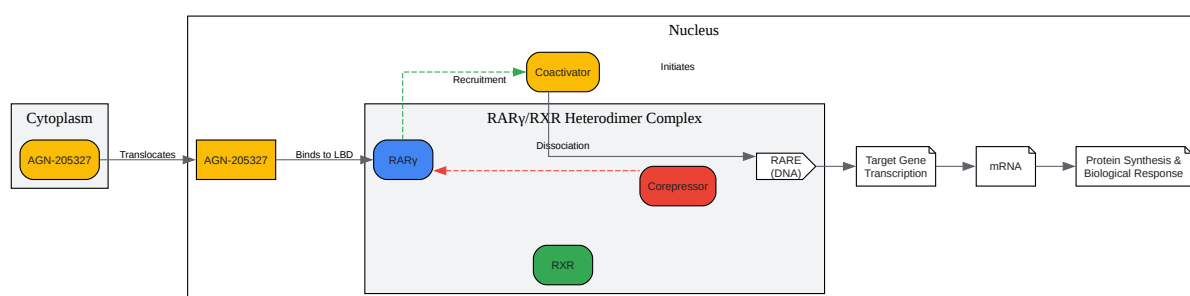 Nucleus
Coactivator
Initiates
Recruitment
Cytoplasm
RARγ/RXR Heterodimer Complex
AGN-205327
Translocates
AGN-205327
Binds to LBD
RARγ
Dissociation
RARE
(DNA)
Target Gene
Transcription
mRNA
Protein Synthesis &
Biological Response
Corepressor
RXR